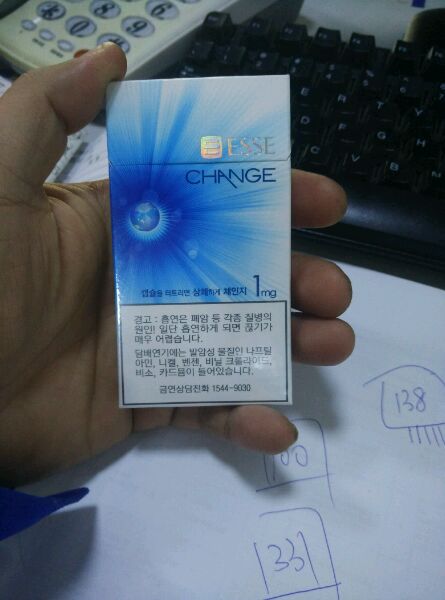 ESSE
CHANGE
캡슐을 터트리면 상쾌하게 체인지 1mg
경고 : 흡연은 폐암 등 각종 질병의
원인! 일단 흡연하게 되면 끊기가
매우 어렵습니다.
담배연기에는 발암성 물질인 나프틸
아민, 니켈, 벤젠, 비닐 크롤라이드,
비소, 카드뮴이 들어있습니다.
금연상담전화 1544-9030
138
100
331